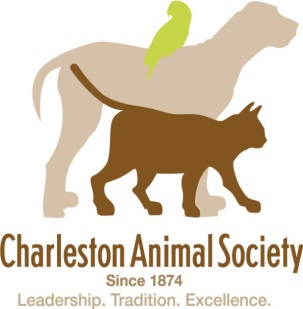 Charleston Animal Society
Since 1874
Leadership. Tradition. Excellence.